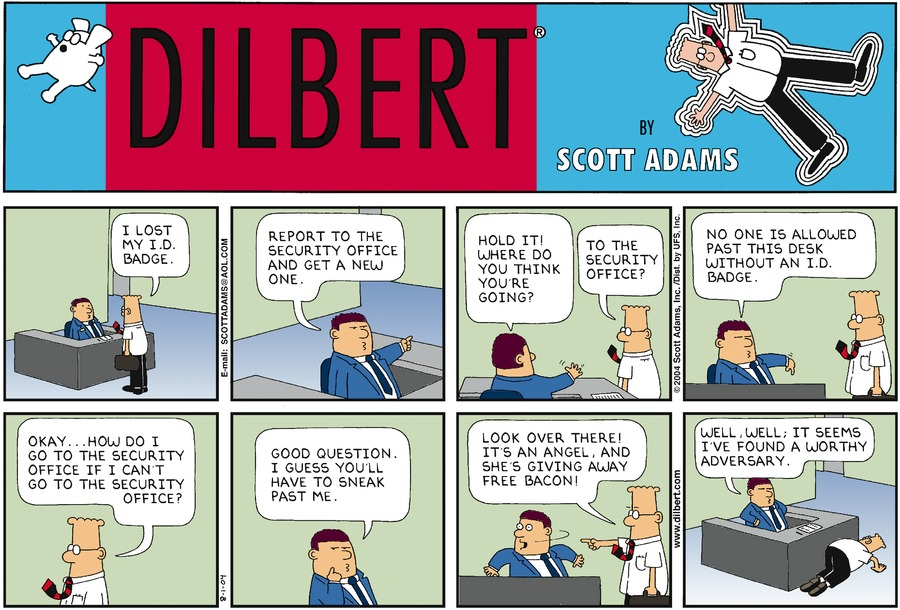 DILBERT®
BY
SCOTT ADAMS
I LOST
MY I.D.
BADGE.
E-mail: SCOTTADAMS@AOL.COM
REPORT TO THE
SECURITY OFFICE
AND GET A NEW
ONE.
HOLD IT!
WHERE DO
YOU THINK
YOU'RE
GOING?
TO THE
SECURITY
OFFICE?
© 2004 Scott Adams, Inc./Dist. by UFS, Inc.
NO ONE IS ALLOWED
PAST THIS DESK
WITHOUT AN I.D.
BADGE.
OKAY...HOW DO I
GO TO THE SECURITY
OFFICE IF I CAN'T
GO TO THE SECURITY
OFFICE?
8-1-04
GOOD QUESTION.
I GUESS YOU'LL
HAVE TO SNEAK
PAST ME.
LOOK OVER THERE!
IT'S AN ANGEL, AND
SHE'S GIVING AWAY
FREE BACON!
www.dilbert.com
WELL, WELL; IT SEEMS
I'VE FOUND A WORTHY
ADVERSARY.